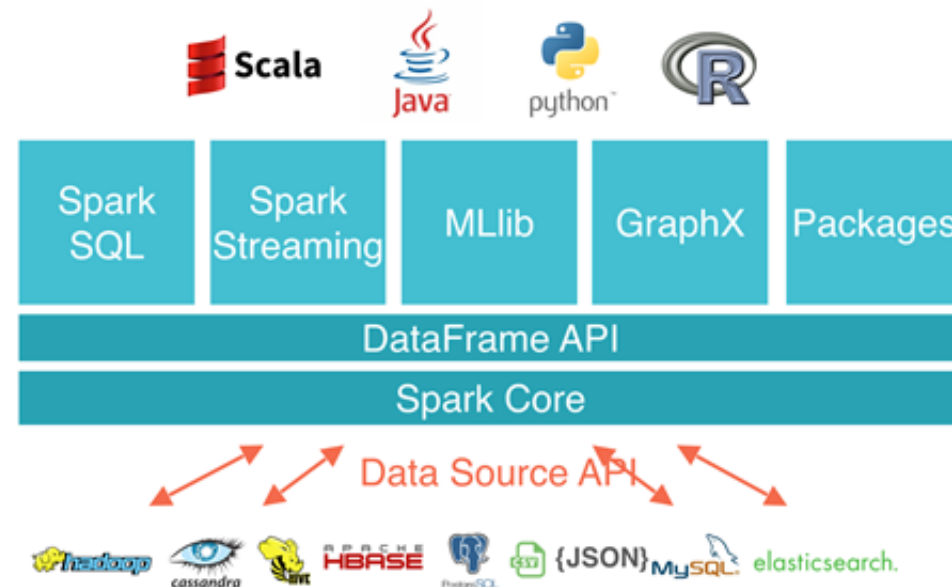 Scala
Java
python
R
Spark
SQL
Spark
Streaming
MLlib
GraphX
Packages
DataFrame API
Spark Core
Data Source API
hadoop
cassandra
HIVE
APACHE
HBASE
PostgreSQL
CSV
{JSON}
MySQL
elasticsearch.